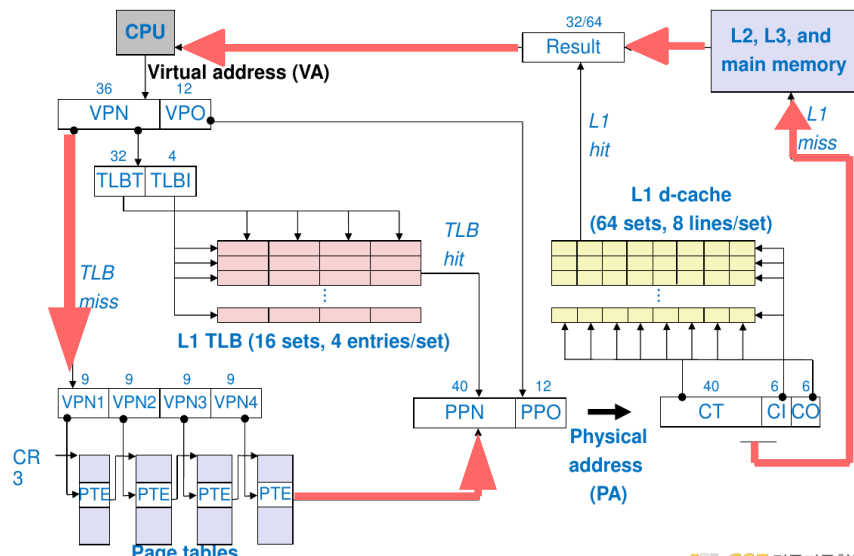 CPU
32/64
Result
L2, L3, and
main memory
Virtual address (VA)
36
12
VPN
VPO
L1
hit
L1
miss
32
4
TLBT
TLBI
L1 d-cache
(64 sets, 8 lines/set)
TLB
hit
TLB
miss
...
...
L1 TLB (16 sets, 4 entries/set)
9
9
9
9
VPN1
VPN2
VPN3
VPN4
40
12
PPN
PPO
40
6
6
CT
CI
CO
Physical
address
(PA)
CR
3
PTE
PTE
PTE
PTE
Page tables